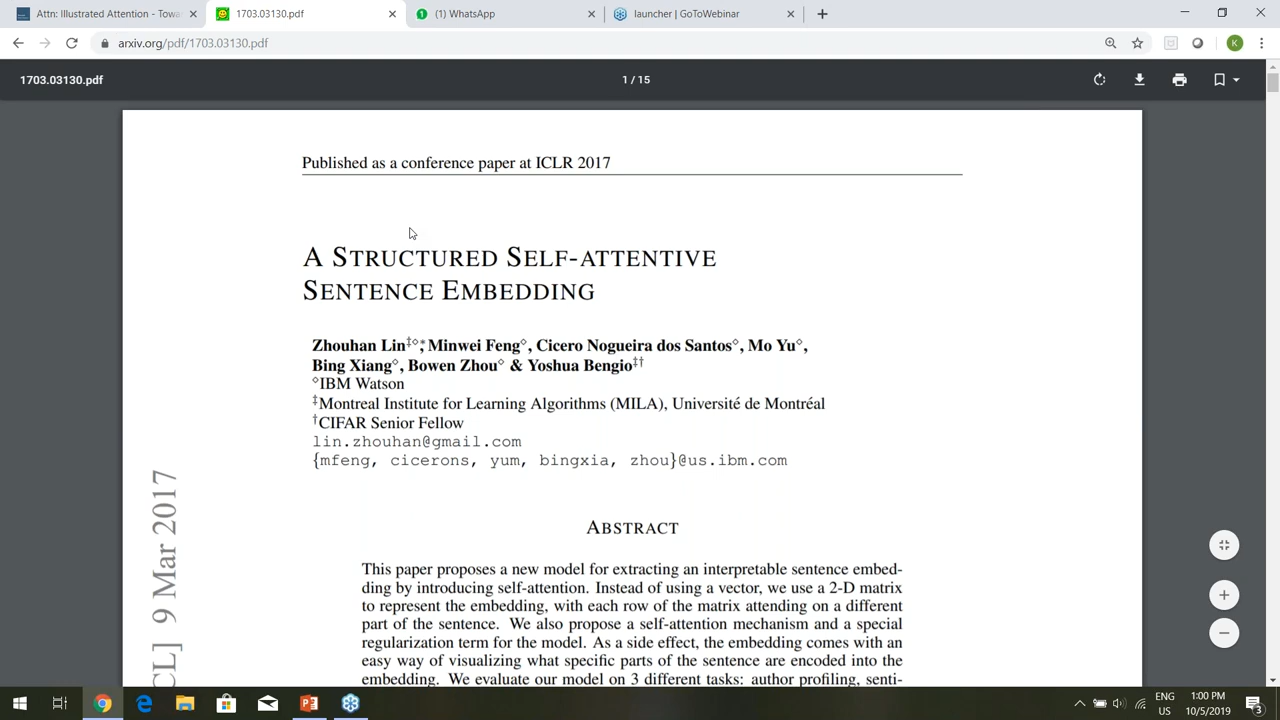 Attn: Illustrated Attention - Towa
1703.03130.pdf
(1) WhatsApp
launcher | GoToWebinar
arxiv.org/pdf/1703.03130.pdf
K
1703.03130.pdf
1 / 15
Published as a conference paper at ICLR 2017
A STRUCTURED SELF-ATTENTIVE
SENTENCE EMBEDDING
Zhouhan Lin‡◇*, Minwei Feng◇, Cicero Nogueira dos Santos◇, Mo Yu◇,
Bing Xiang◇, Bowen Zhou◇ & Yoshua Bengio‡†
◇IBM Watson
‡Montreal Institute for Learning Algorithms (MILA), Université de Montréal
†CIFAR Senior Fellow
lin.zhouhan@gmail.com
{mfeng, cicerons, yum, bingxia, zhou}@us.ibm.com
ABSTRACT
This paper proposes a new model for extracting an interpretable sentence embed-
ding by introducing self-attention. Instead of using a vector, we use a 2-D matrix
to represent the embedding, with each row of the matrix attending on a different
part of the sentence. We also propose a self-attention mechanism and a special
regularization term for the model. As a side effect, the embedding comes with an
easy way of visualizing what specific parts of the sentence are encoded into the
embedding. We evaluate our model on 3 different tasks: author profiling, senti-
CL] 9 Mar 2017
ENG
US
1:00 PM
10/5/2019
3